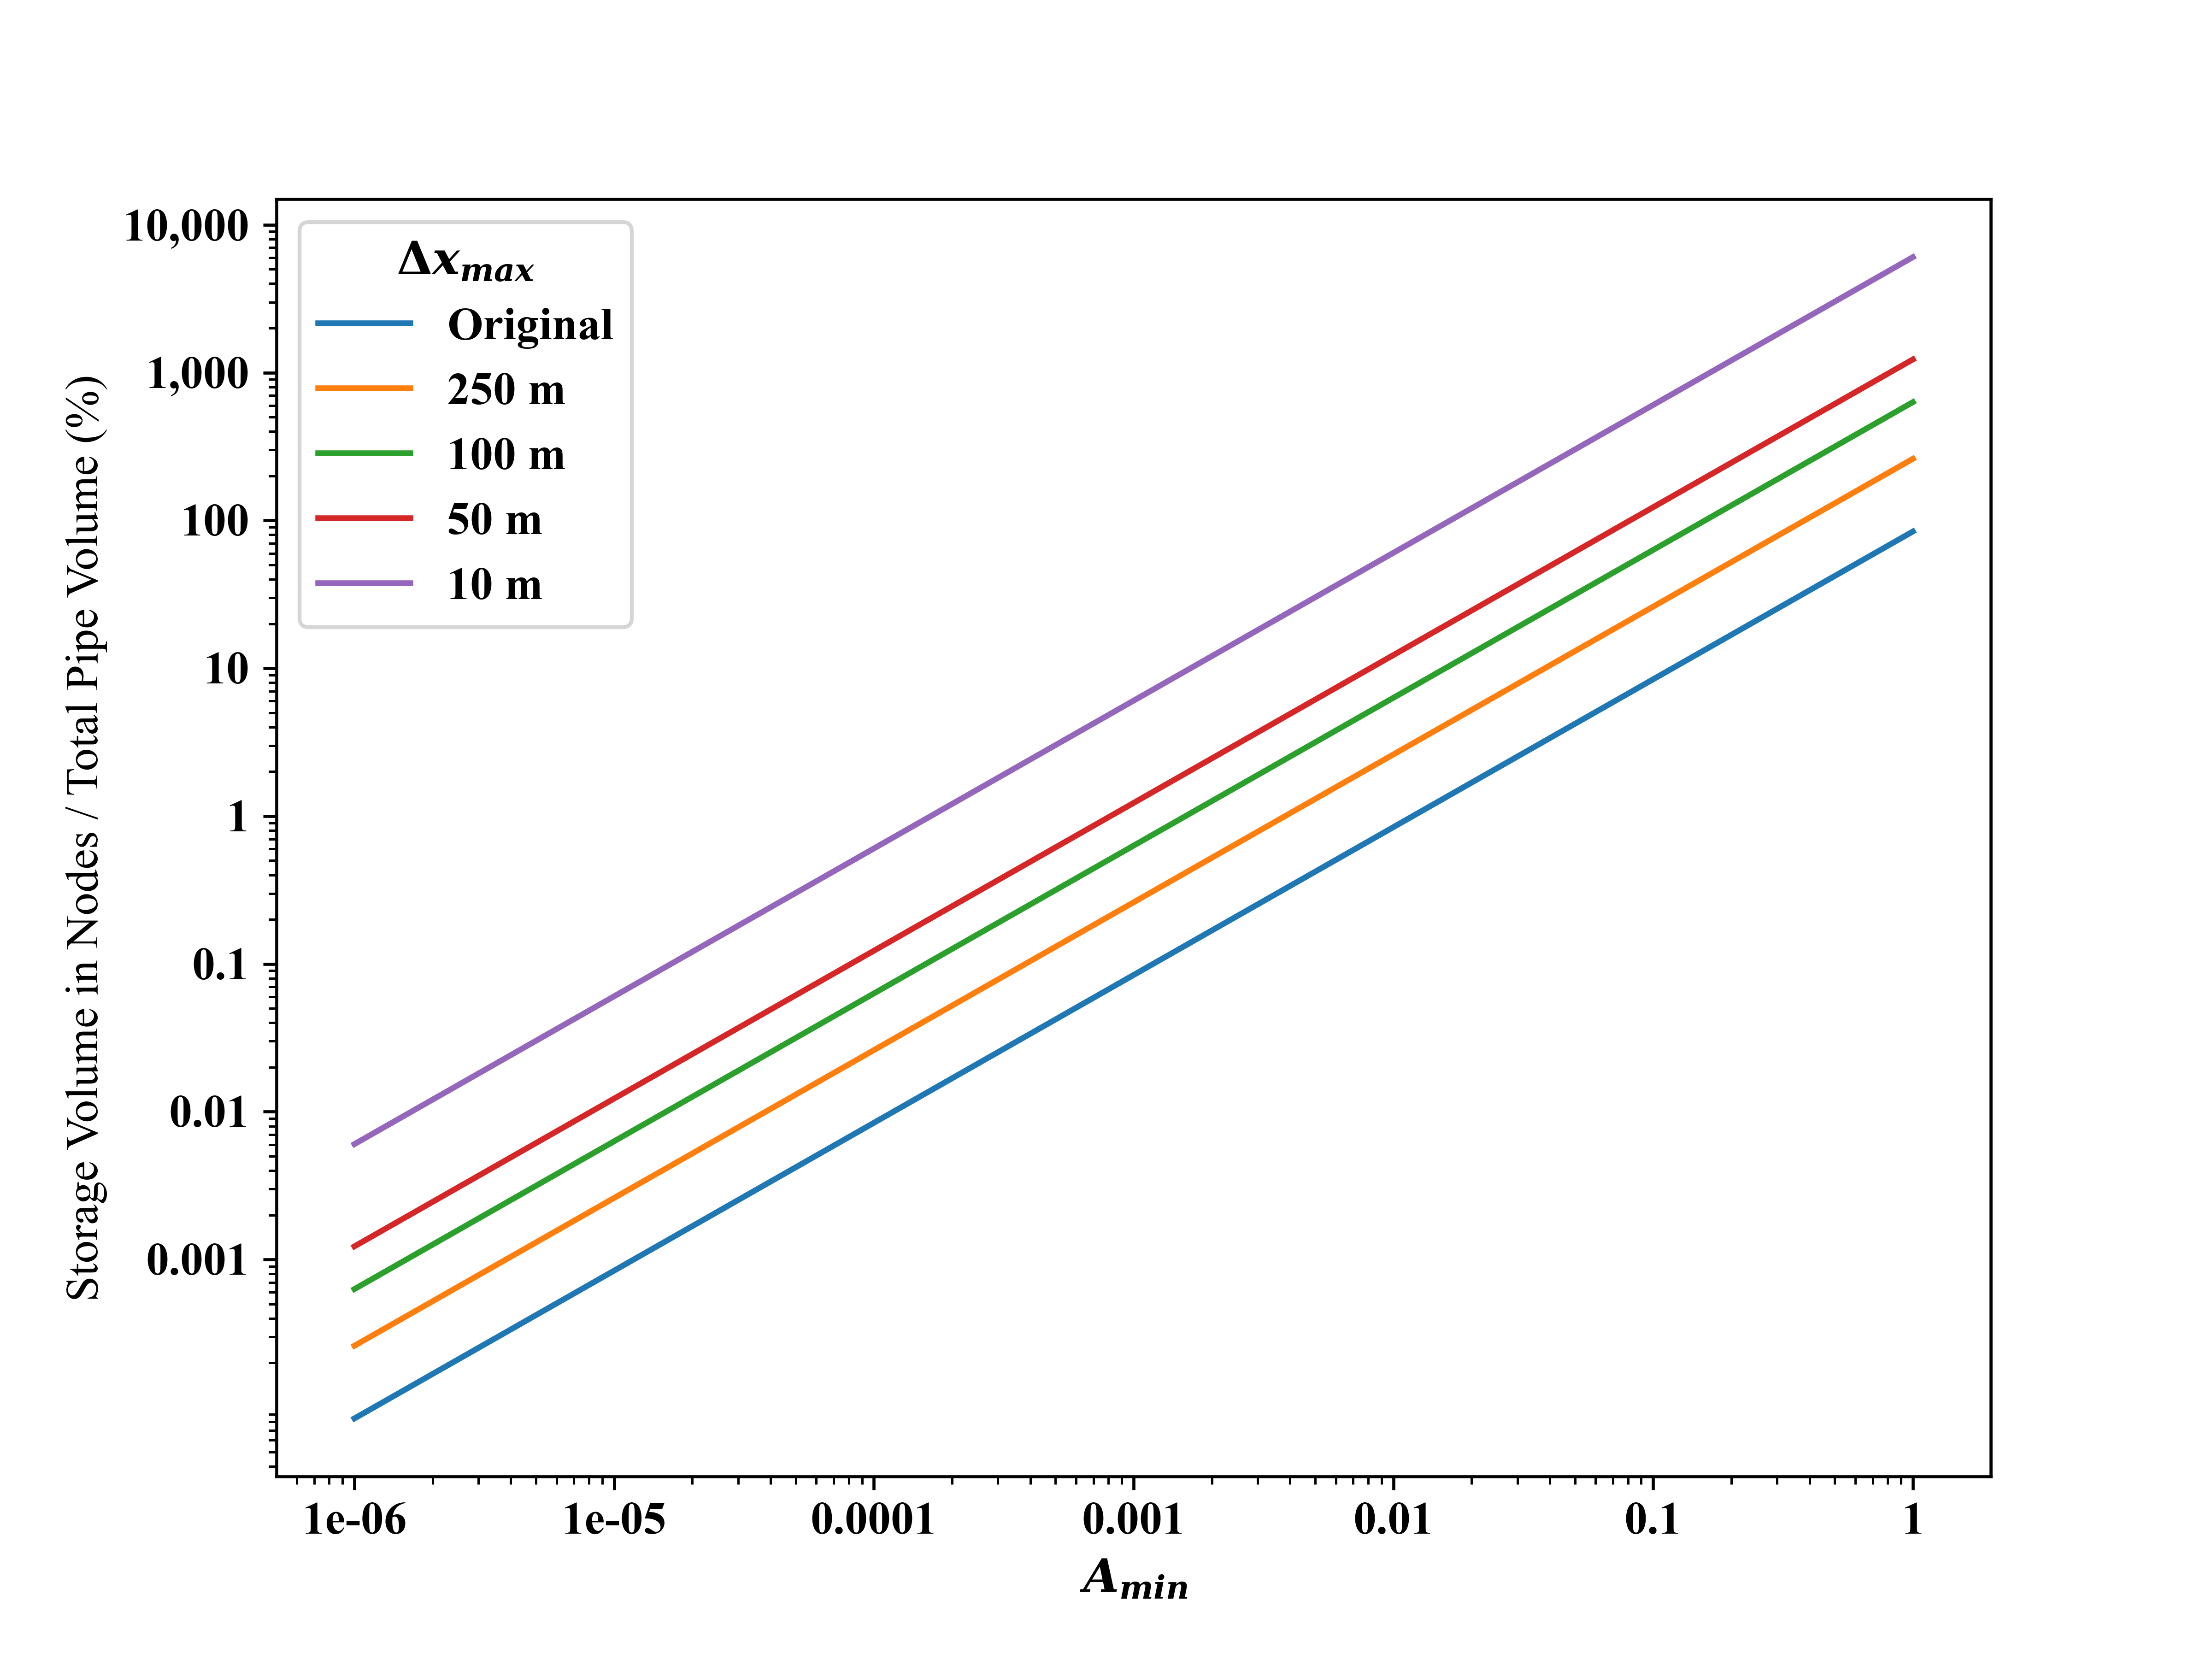 10,000
1,000
100
10
1
0.1
0.01
0.001
Storage Volume in Nodes / Total Pipe Volume (%)
Δx_max
Original
250 m
100 m
50 m
10 m
1e-06 1e-05 0.0001 0.001 0.01 0.1 1
A_min